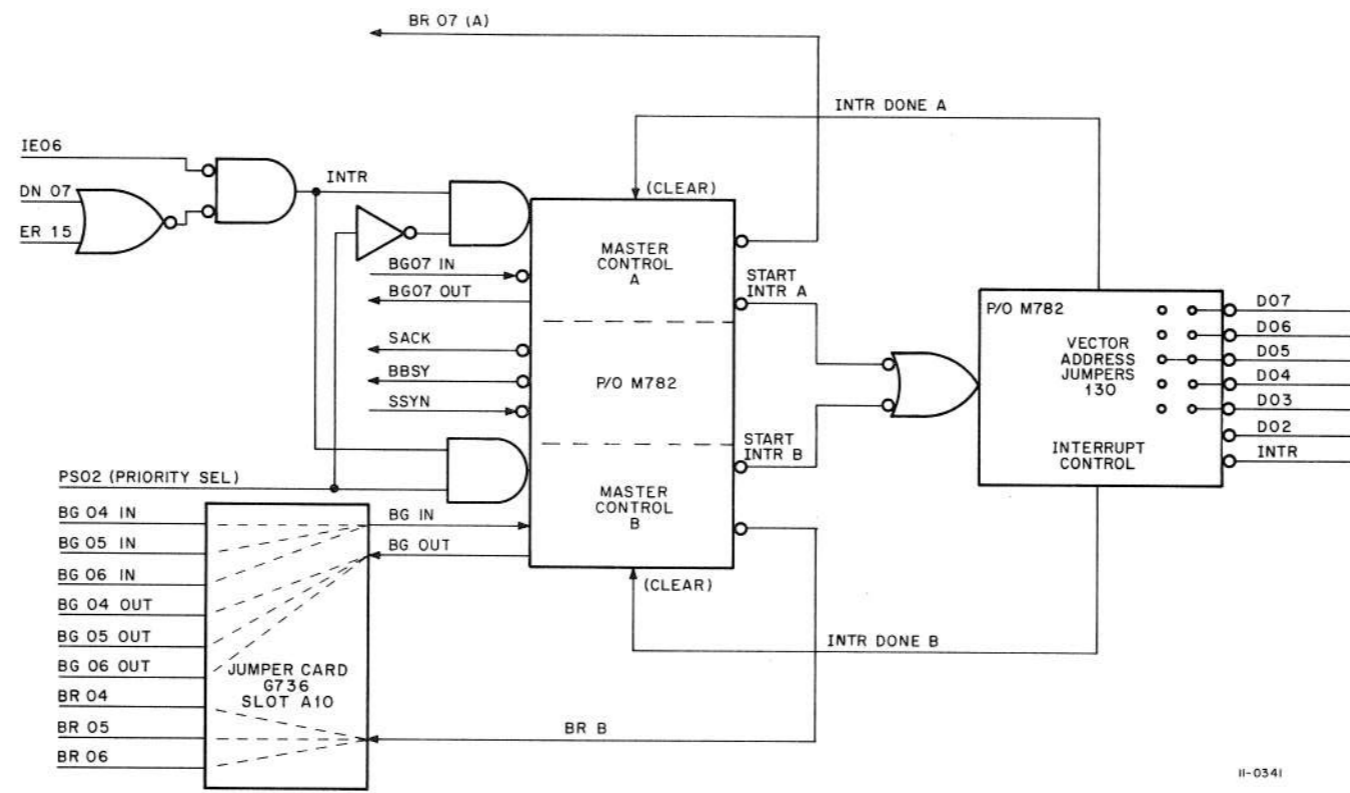 BR 07 (A)
INTR DONE A
IE06
DN 07
ER 15
INTR
(CLEAR)
MASTER
CONTROL
A
BG07 IN
BG07 OUT
START
INTR A
SACK
BBSY
SSYN
P/O M782
P/O M782
VECTOR
ADDRESS
JUMPERS
130
INTERRUPT
CONTROL
D07
D06
D05
D04
D03
D02
INTR
START
INTR B
MASTER
CONTROL
B
PS02 (PRIORITY SEL)
BG 04 IN
BG 05 IN
BG 06 IN
BG 04 OUT
BG 05 OUT
BG 06 OUT
BR 04
BR 05
BR 06
BG IN
BG OUT
JUMPER CARD
G736
SLOT A10
(CLEAR)
INTR DONE B
BR B
11-0341